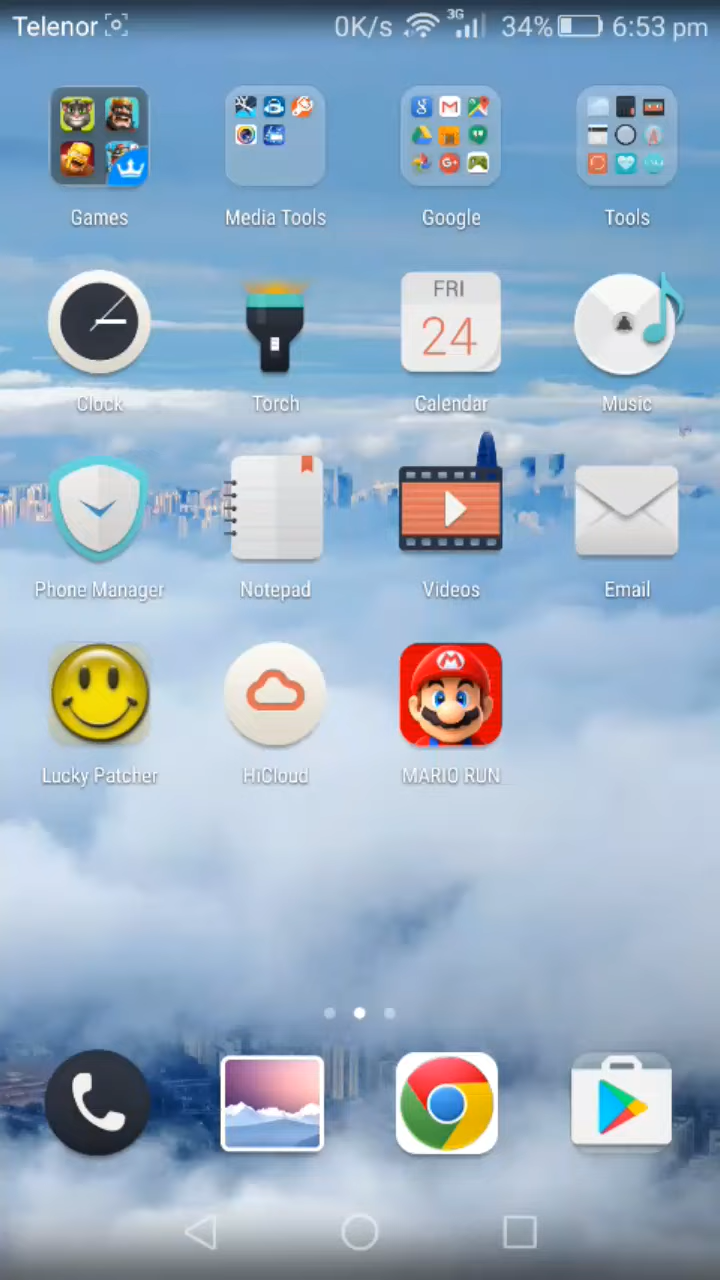 Telenor 0K/s 3G 34% 6:53 pm
Games Media Tools Google Tools
FRI
24
Clock Torch Calendar Music
Phone Manager Notepad Videos Email
M
Lucky Patcher HiCloud MARIO RUN